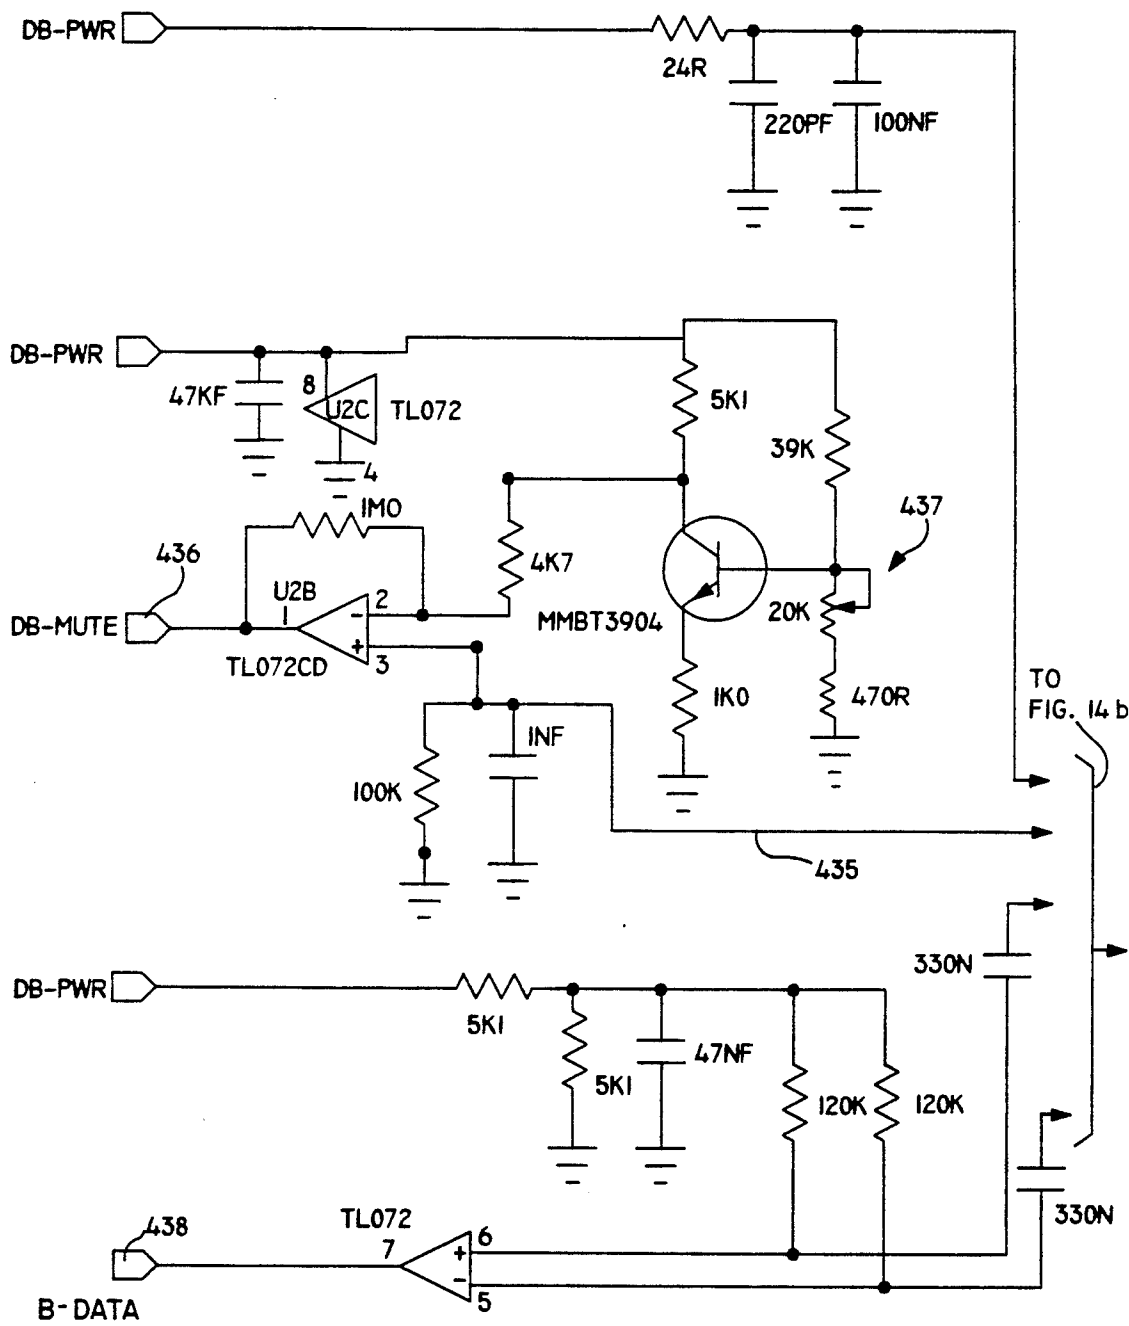 DB-PWR
24R
220PF
100NF
DB-PWR
47KF
8
U2C
TL072
4
5K1
39K
437
1M0
436
4K7
U2B
1
2
DB-MUTE
-
+
3
TL072CD
MMBT3904
20K
1K0
470R
TO
FIG. 14b
1NF
100K
435
330N
DB-PWR
5K1
5K1
47NF
120K
120K
330N
TL072
438
7
6
+
-
5
B-DATA